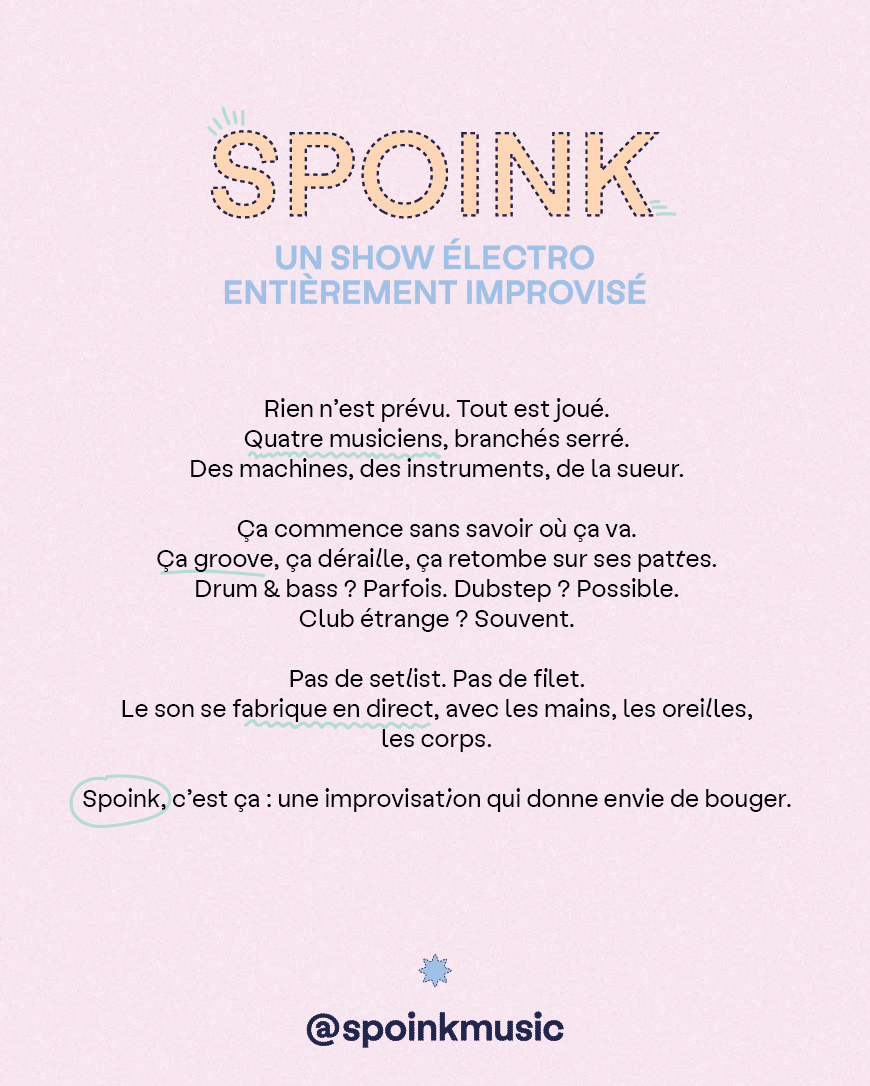 SPOINK
UN SHOW ÉLECTRO
ENTIÈREMENT IMPROVISÉ
Rien n’est prévu. Tout est joué.
Quatre musiciens, branchés serré.
Des machines, des instruments, de la sueur.
Ça commence sans savoir où ça va.
Ça groove, ça déraille, ça retombe sur ses pattes.
Drum & bass ? Parfois. Dubstep ? Possible.
Club étrange ? Souvent.
Pas de setlist. Pas de filet.
Le son se fabrique en direct, avec les mains, les oreilles,
les corps.
Spoink, c’est ça : une improvisation qui donne envie de bouger.
@spoinkmusic